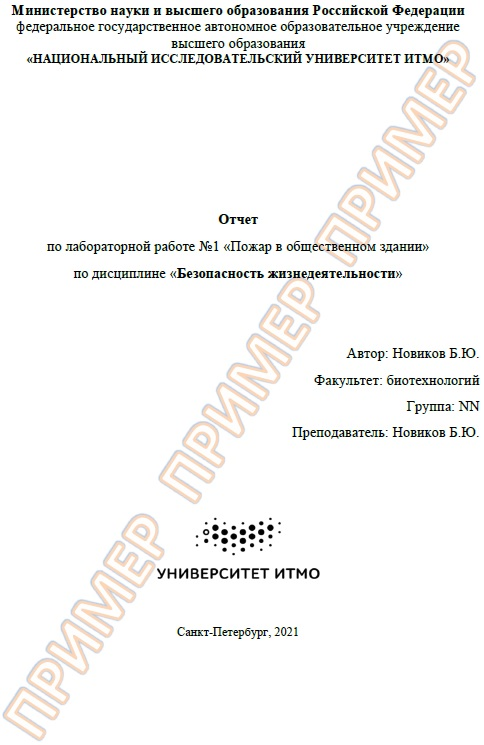 Министерство науки и высшего образования Российской Федерации
федеральное государственное автономное образовательное учреждение
высшего образования
«НАЦИОНАЛЬНЫЙ ИССЛЕДОВАТЕЛЬСКИЙ УНИВЕРСИТЕТ ИТМО»
Отчет
по лабораторной работе №1 «Пожар в общественном здании»
по дисциплине «Безопасность жизнедеятельности»
Автор: Новиков Б.Ю.
Факультет: биотехнологий
Группа: NN
Преподаватель: Новиков Б.Ю.
УНИВЕРСИТЕТ ИТМО
Санкт-Петербург, 2021
ПРИМЕР ПРИМЕР ПРИМЕР ПРИМЕР